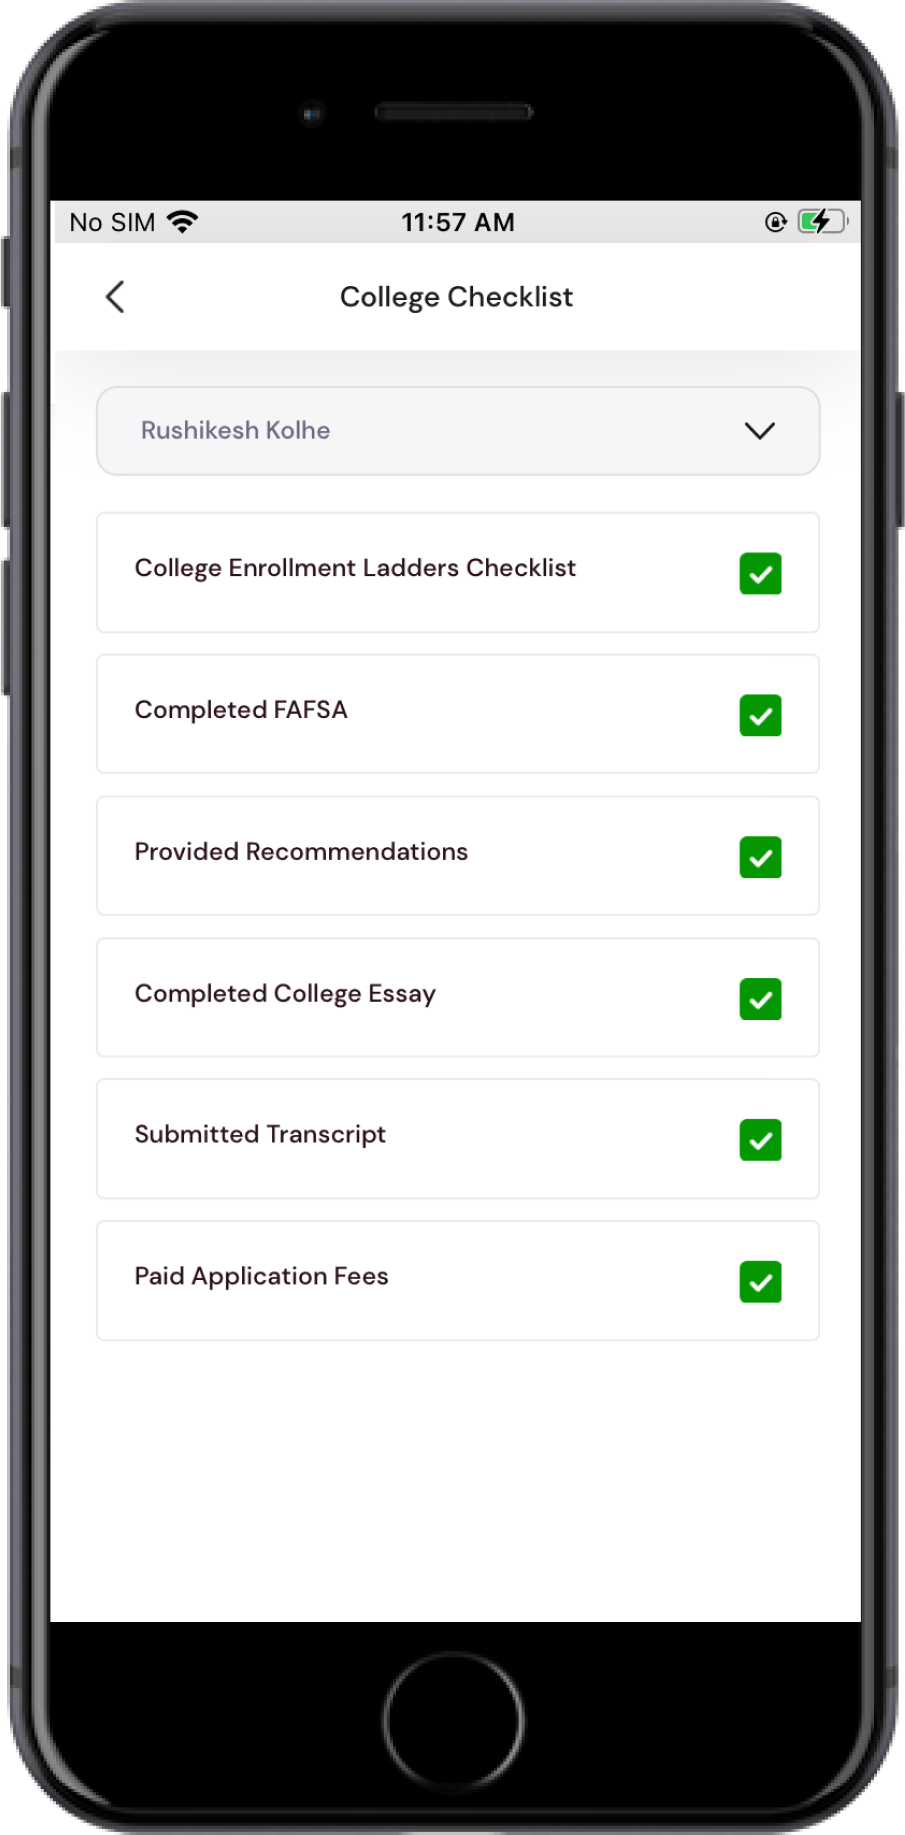 No SIM
11:57 AM
College Checklist
Rushikesh Kolhe
College Enrollment Ladders Checklist
Completed FAFSA
Provided Recommendations
Completed College Essay
Submitted Transcript
Paid Application Fees